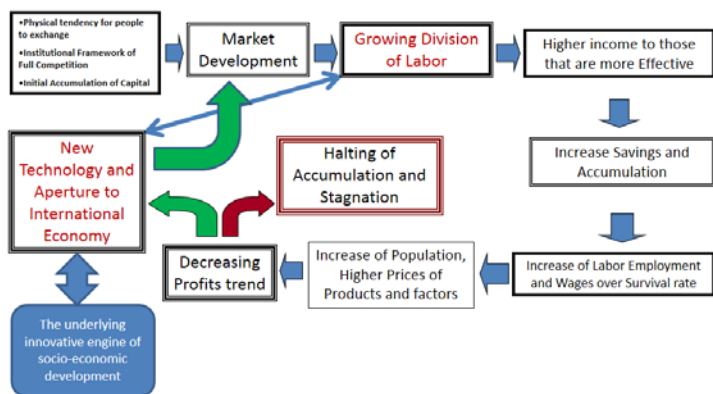 •Physical tendency for people
to exchange
•Institutional Framework of
Full Competition
•Initial Accumulation of Capital
Market
Development
Growing Division
of Labor
Higher income to those
that are more Effective
New
Technology and
Aperture to
International
Economy
Halting of
Accumulation and
Stagnation
Increase Savings and
Accumulation
Decreasing
Profits trend
Increase of Population,
Higher Prices of
Products and factors
Increase of Labor Employment
and Wages over Survival rate
The underlying
innovative engine of
socio-economic
development